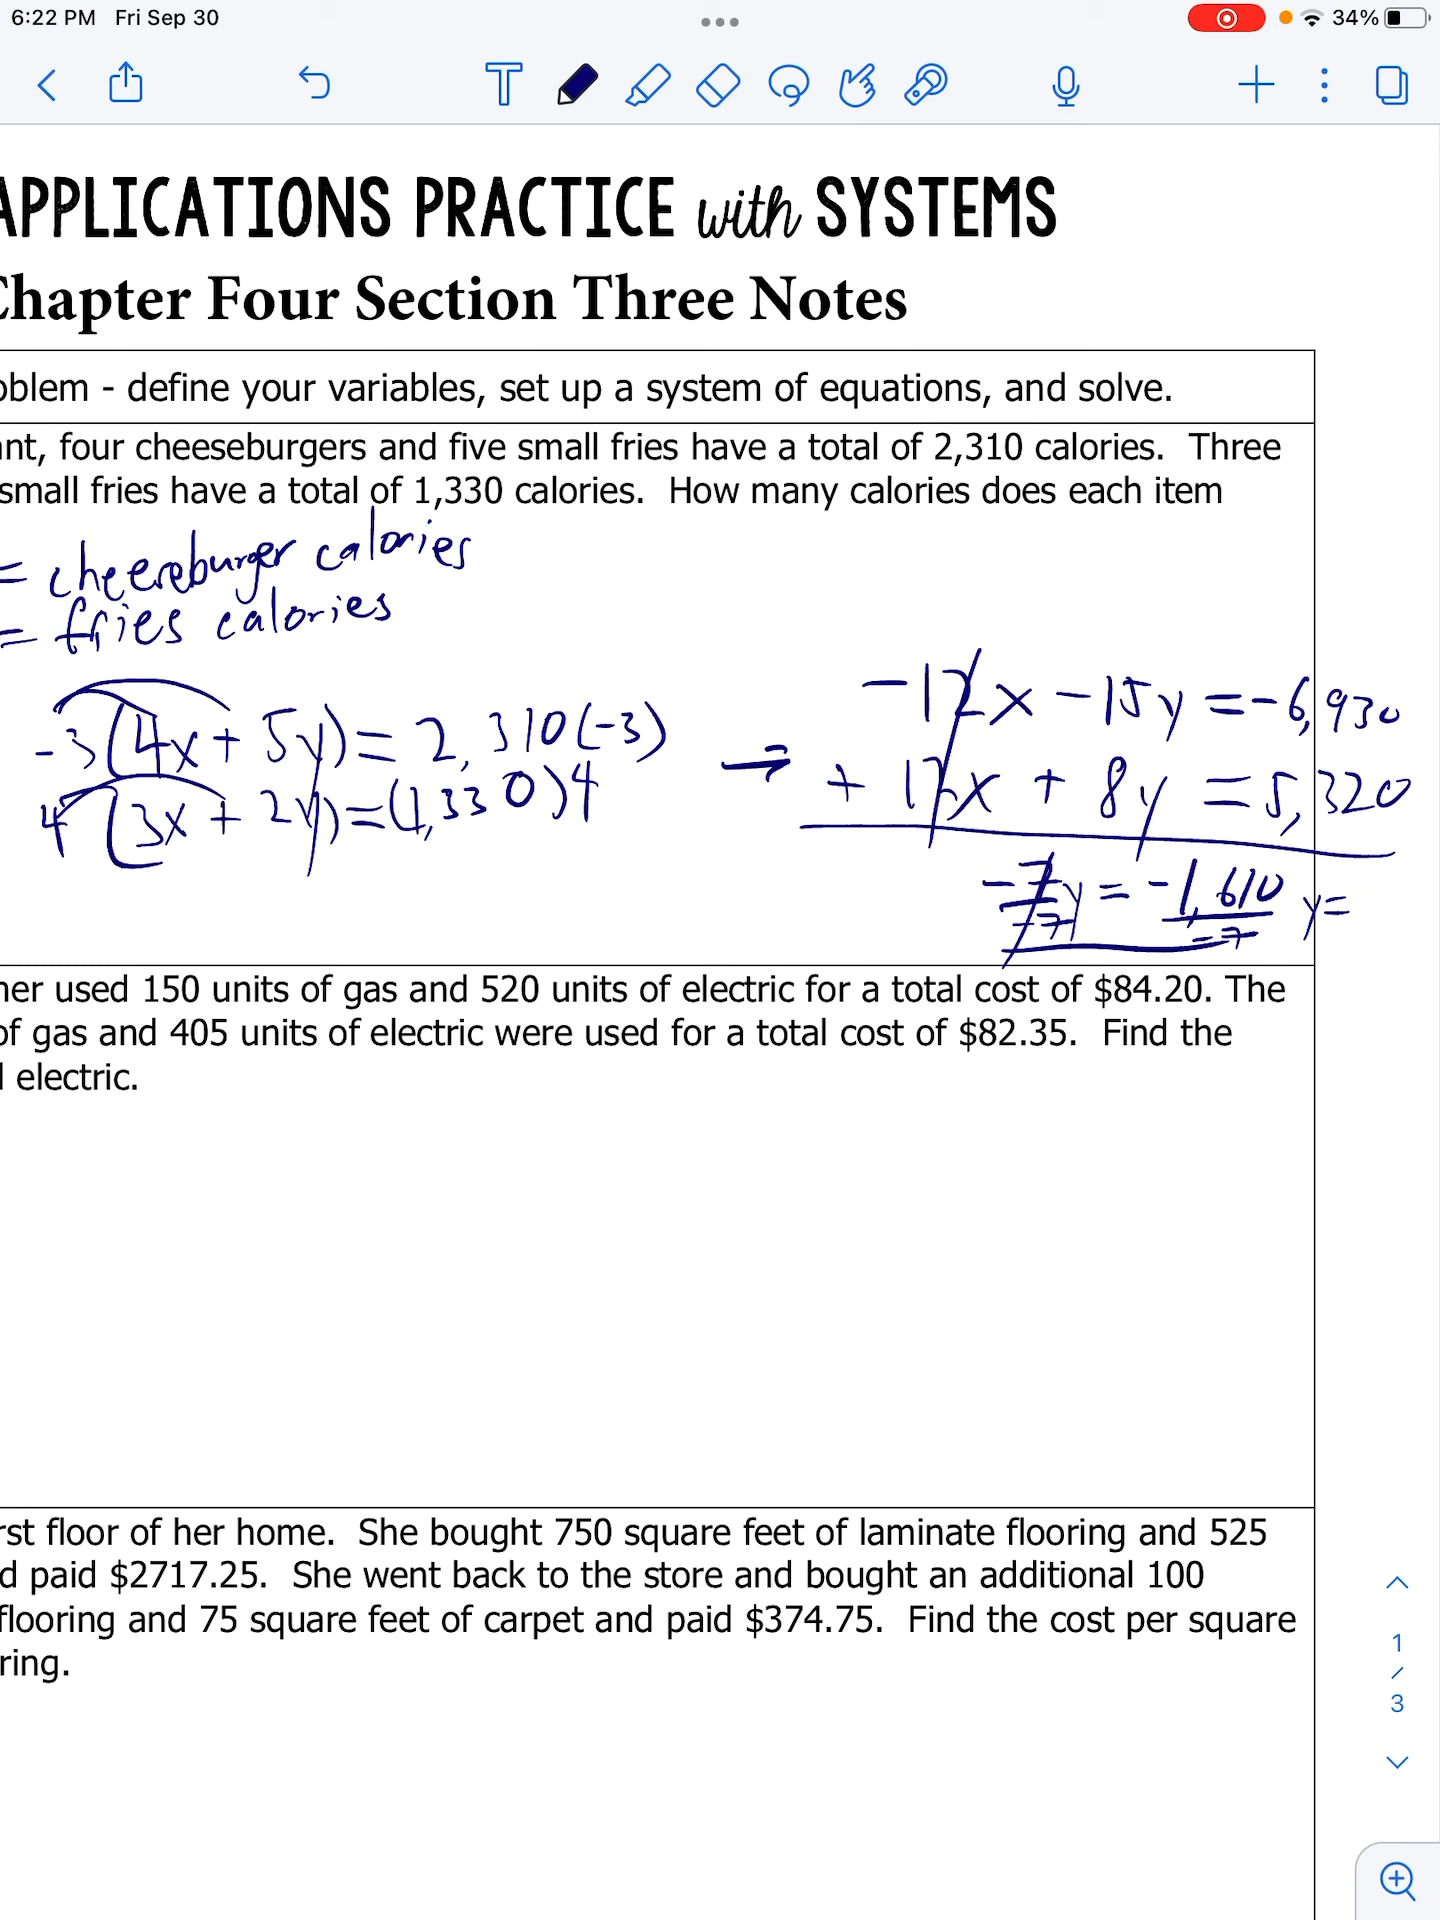 6:22 PM Fri Sep 30
34%
T
APPLICATIONS PRACTICE with SYSTEMS
Chapter Four Section Three Notes
oblem - define your variables, set up a system of equations, and solve.
ant, four cheeseburgers and five small fries have a total of 2,310 calories. Three
small fries have a total of 1,330 calories. How many calories does each item
= cheeseburger calories
= fries calories
-3(4x + 5y) = 2,310(-3)
4(3x + 2y) = (1,330)4
→
-12x - 15y = -6,930
+ 12x + 8y = 5,320
-7y = -1,610 y=
-7 -7
ner used 150 units of gas and 520 units of electric for a total cost of $84.20. The
of gas and 405 units of electric were used for a total cost of $82.35. Find the
electric.
rst floor of her home. She bought 750 square feet of laminate flooring and 525
d paid $2717.25. She went back to the store and bought an additional 100
flooring and 75 square feet of carpet and paid $374.75. Find the cost per square
ring.
1
/
3